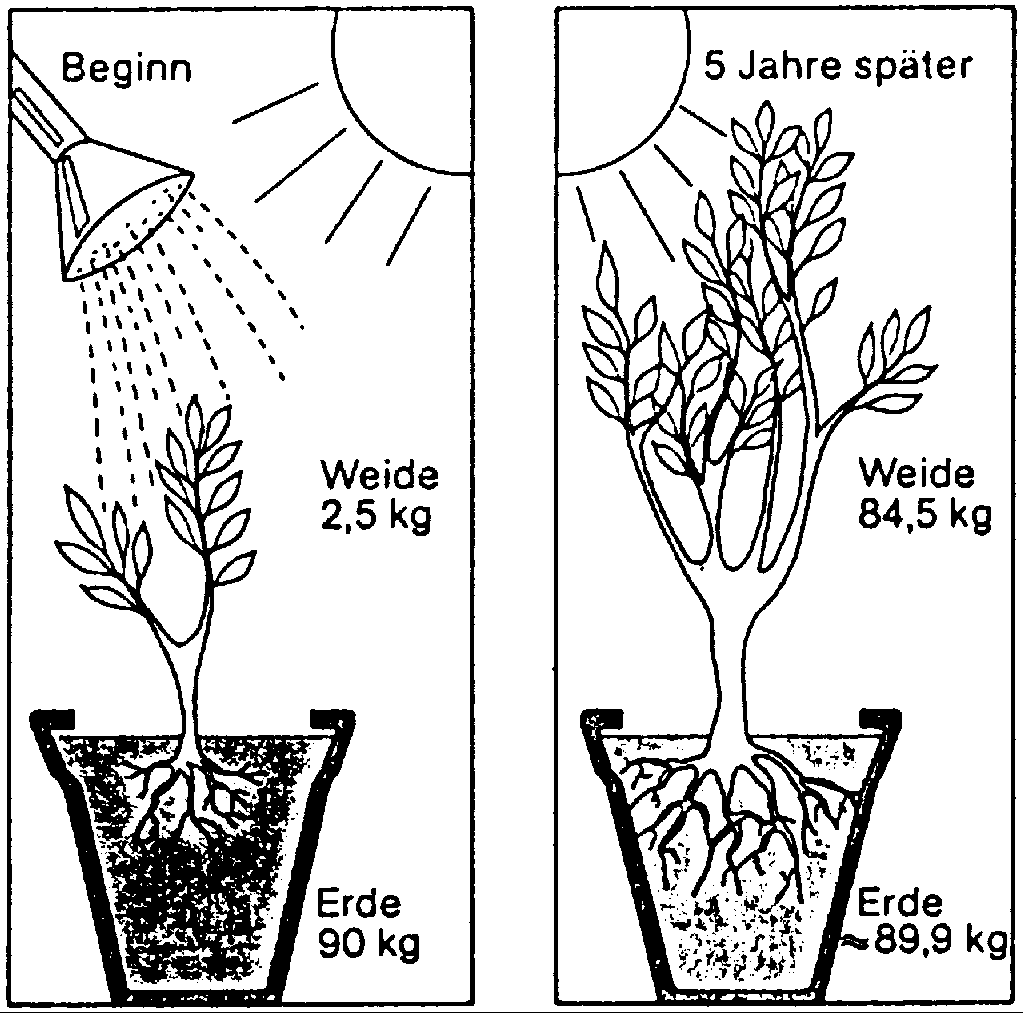 Beginn
Weide
2,5 kg
Erde
90 kg
5 Jahre später
Weide
84,5 kg
Erde
≈89,9 kg